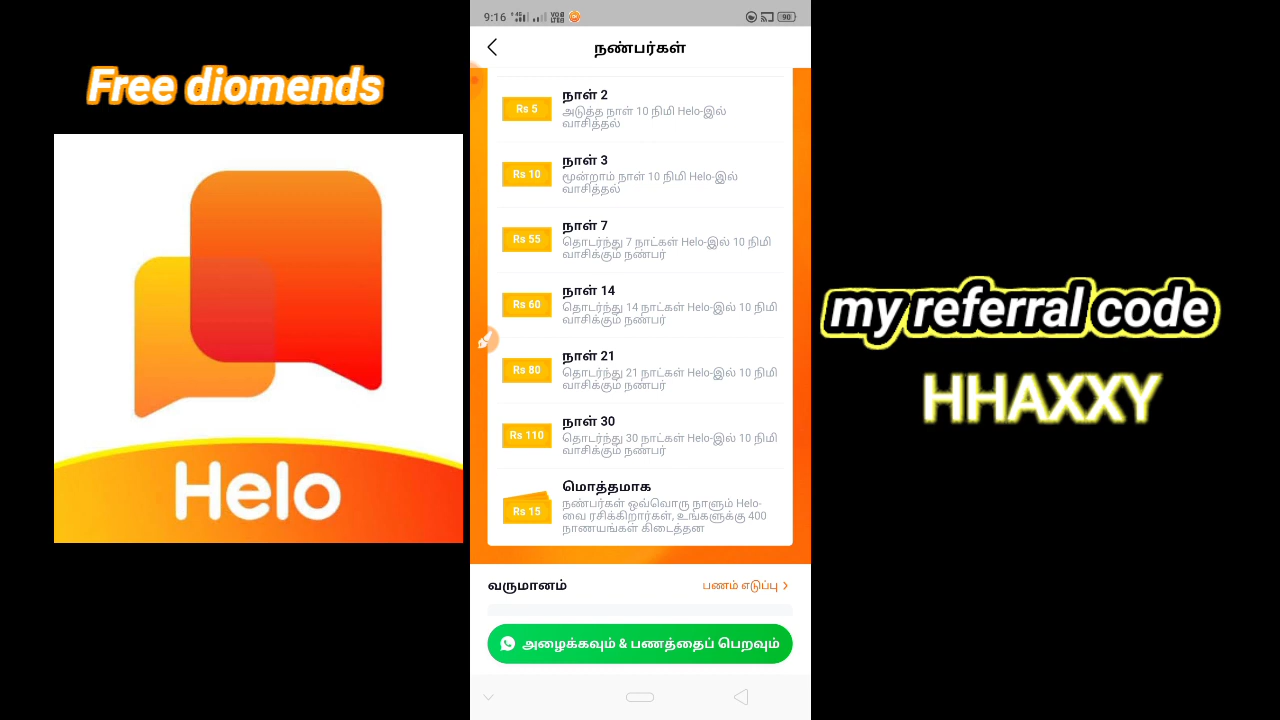 Free diomends
Helo
9:16
90
நண்பர்கள்
Rs 5
நாள் 2
அடுத்த நாள் 10 நிமி Helo-இல்
வாசித்தல்
Rs 10
நாள் 3
மூன்றாம் நாள் 10 நிமி Helo-இல்
வாசித்தல்
Rs 55
நாள் 7
தொடர்ந்து 7 நாட்கள் Helo-இல் 10 நிமி
வாசிக்கும் நண்பர்
Rs 60
நாள் 14
தொடர்ந்து 14 நாட்கள் Helo-இல் 10 நிமி
வாசிக்கும் நண்பர்
Rs 80
நாள் 21
தொடர்ந்து 21 நாட்கள் Helo-இல் 10 நிமி
வாசிக்கும் நண்பர்
Rs 110
நாள் 30
தொடர்ந்து 30 நாட்கள் Helo-இல் 10 நிமி
வாசிக்கும் நண்பர்
Rs 15
மொத்தமாக
நண்பர்கள் ஒவ்வொரு நாளும் Helo-
வை ரசிக்கிறார்கள், உங்களுக்கு 400
நாணயங்கள் கிடைத்தன
வருமானம்
பணம் எடுப்பு
அழைக்கவும் & பணத்தைப் பெறவும்
my referral code
HHAXXY